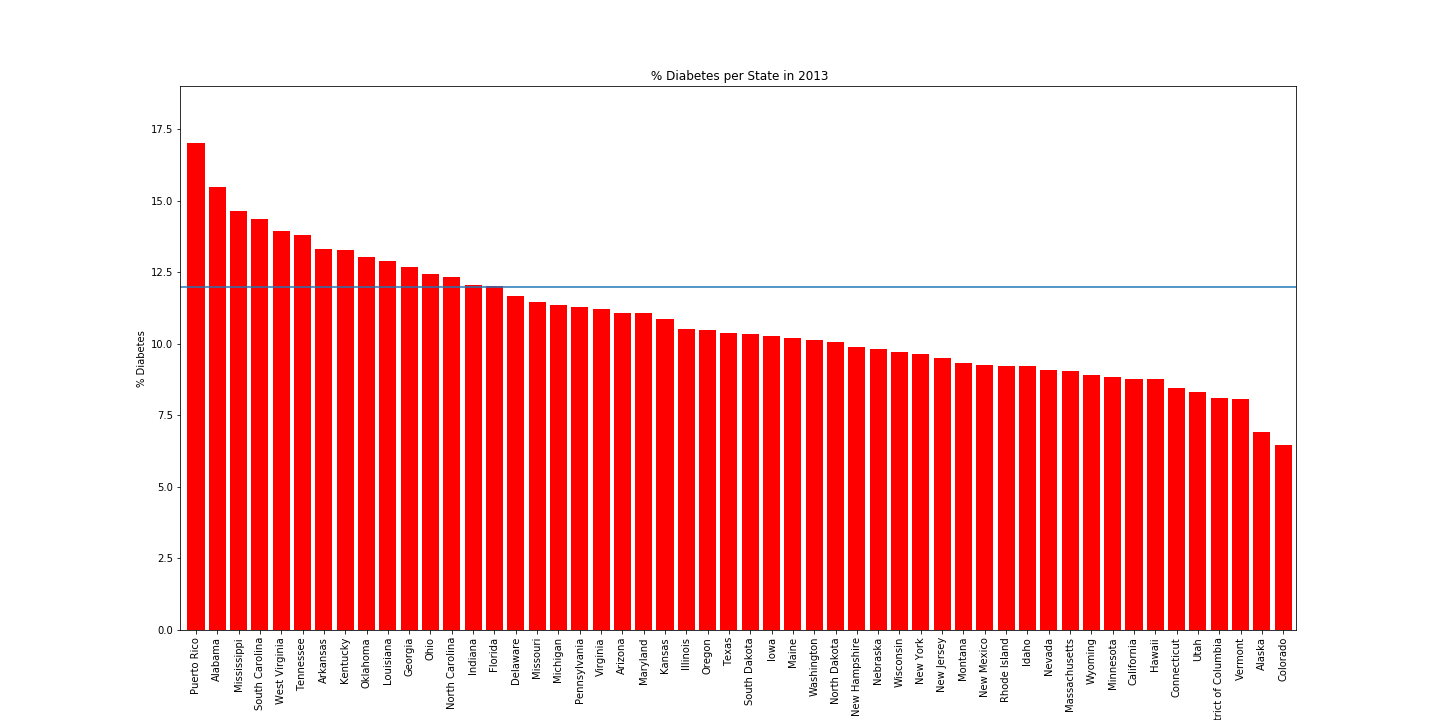 % Diabetes per State in 2013
17.5
15.0
12.5
10.0
7.5
5.0
2.5
0.0
% Diabetes
Puerto Rico
Alabama
Mississippi
South Carolina
West Virginia
Tennessee
Arkansas
Kentucky
Oklahoma
Louisiana
Georgia
Ohio
North Carolina
Indiana
Florida
Delaware
Missouri
Michigan
Pennsylvania
Virginia
Arizona
Maryland
Kansas
Illinois
Oregon
Texas
South Dakota
Iowa
Maine
Washington
North Dakota
New Hampshire
Nebraska
Wisconsin
New York
New Jersey
Montana
New Mexico
Rhode Island
Idaho
Nevada
Massachusetts
Wyoming
Minnesota
California
Hawaii
Connecticut
Utah
trict of Columbia
Vermont
Alaska
Colorado